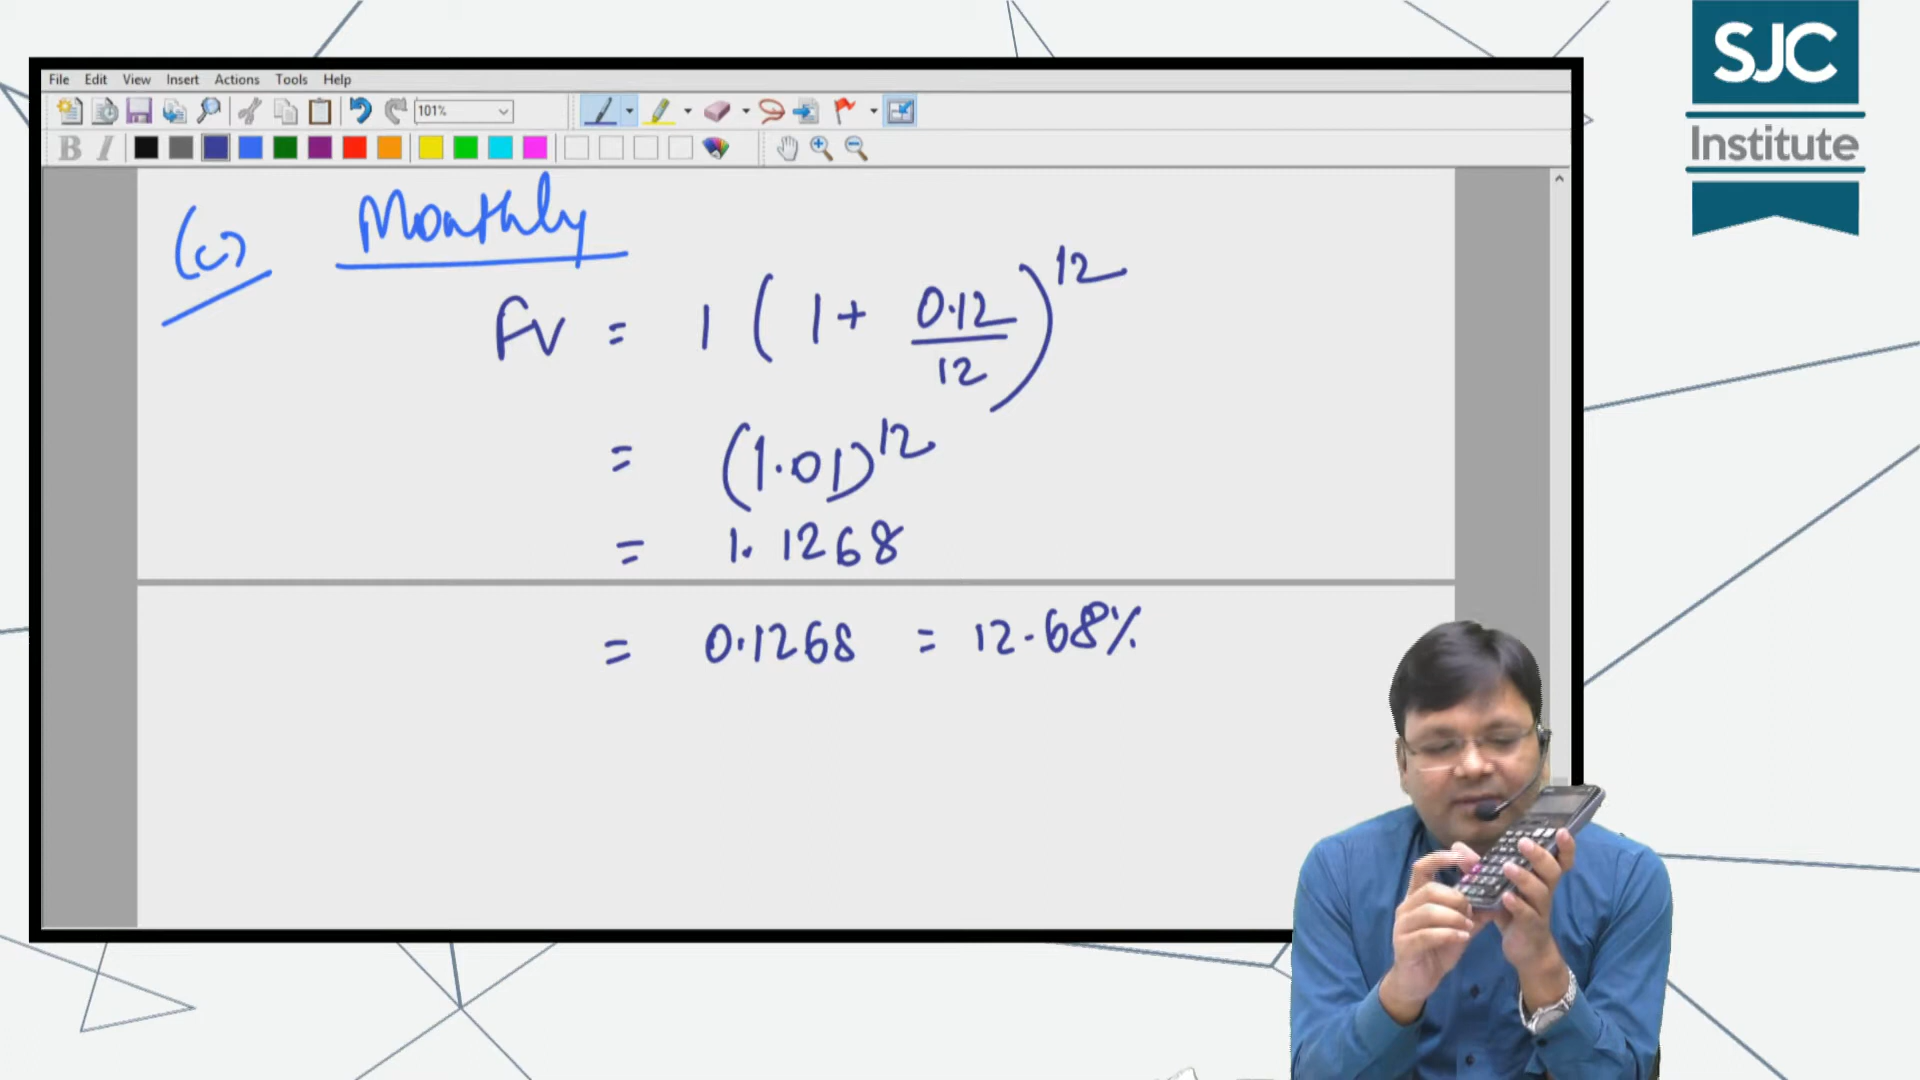 SJC
Institute
File Edit View Insert Actions Tools Help
101%
B I
(c) Monthly
FV = 1 ( 1 + 0.12 / 12 )^12
= (1.01)^12
= 1.1268
= 0.1268 = 12.68%